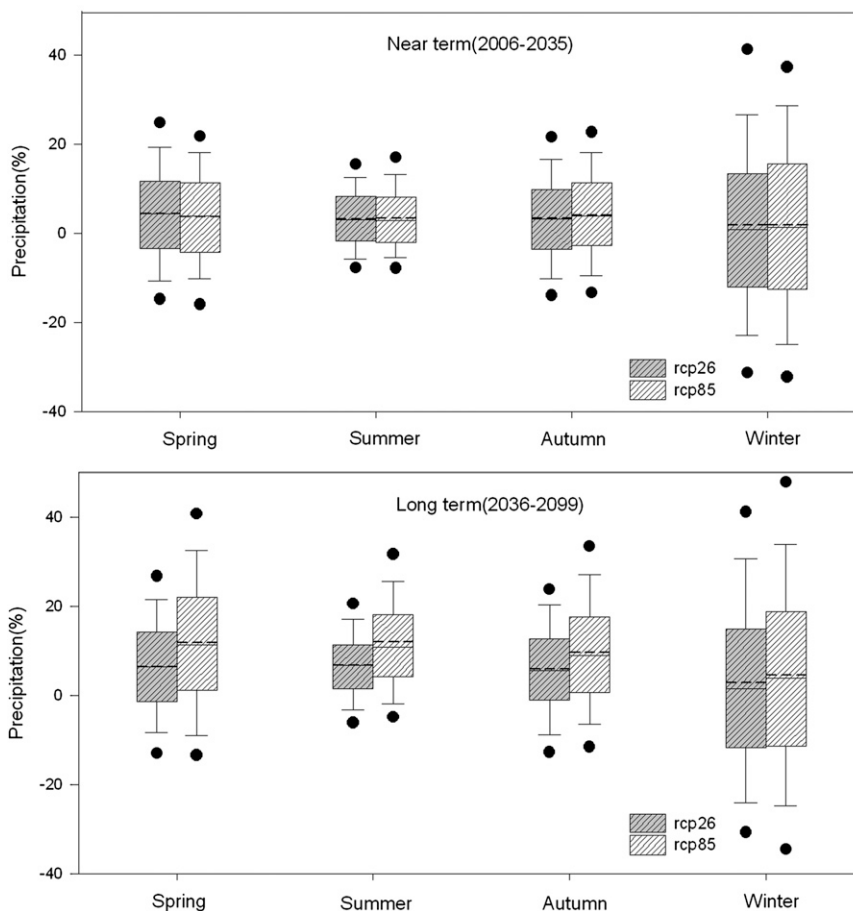 Near term(2006-2035)
40
20
0
-20
-40
Precipitation(%)
rcp26
rcp85
Spring
Summer
Autumn
Winter
Long term(2036-2099)
40
20
0
-20
-40
Precipitation(%)
rcp26
rcp85
Spring
Summer
Autumn
Winter